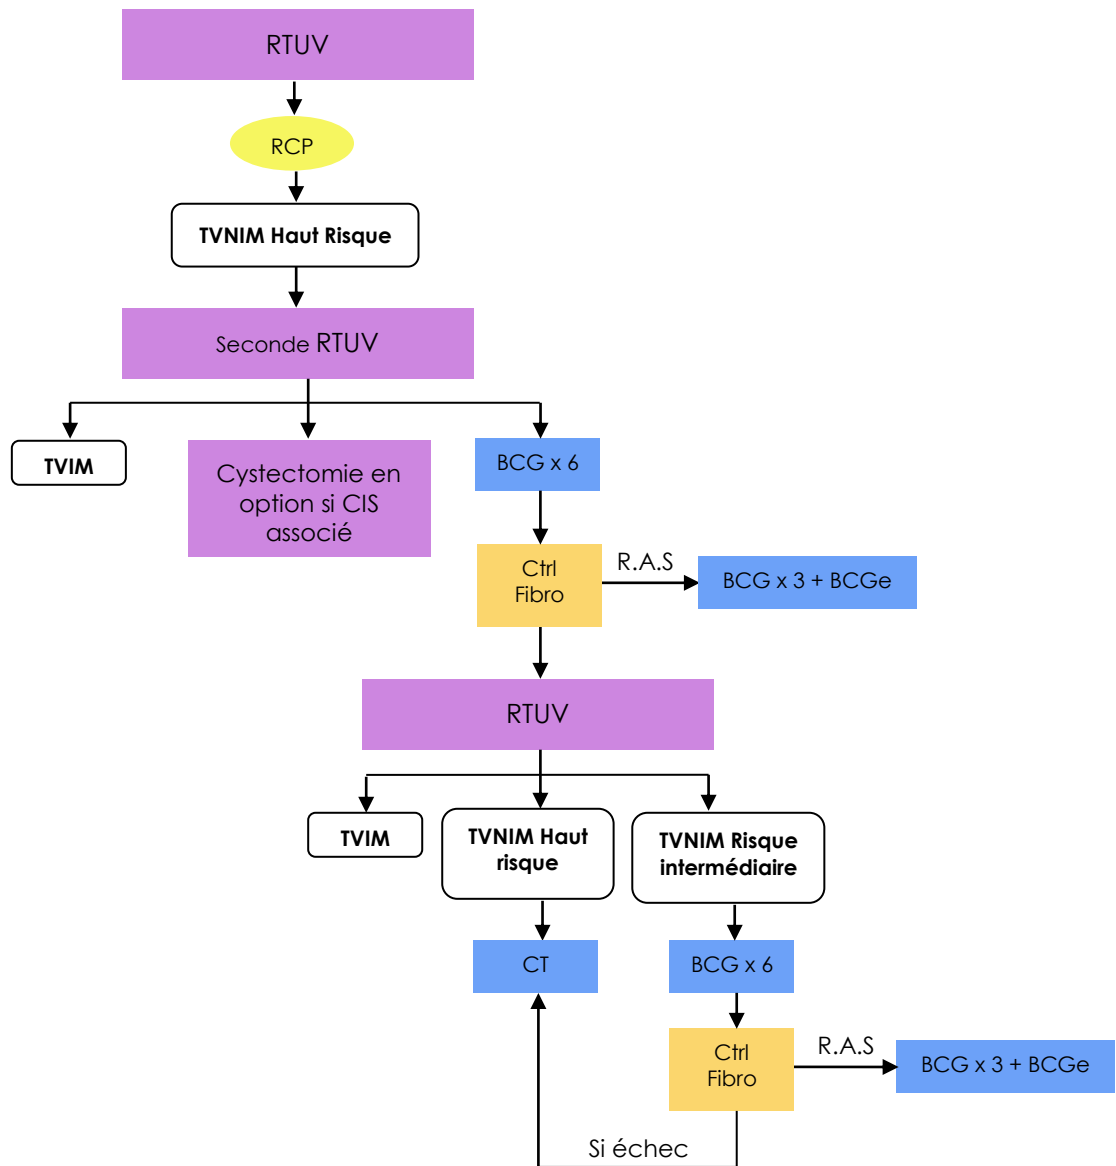 RTUV
RCP
TVNIM Haut Risque
Seconde RTUV
TVIM
Cystectomie en
option si CIS
associé
BCG x 6
Ctrl
Fibro
R.A.S
BCG x 3 + BCGe
RTUV
TVIM
TVNIM Haut
risque
TVNIM Risque
intermédiaire
CT
BCG x 6
Ctrl
Fibro
R.A.S
BCG x 3 + BCGe
Si échec